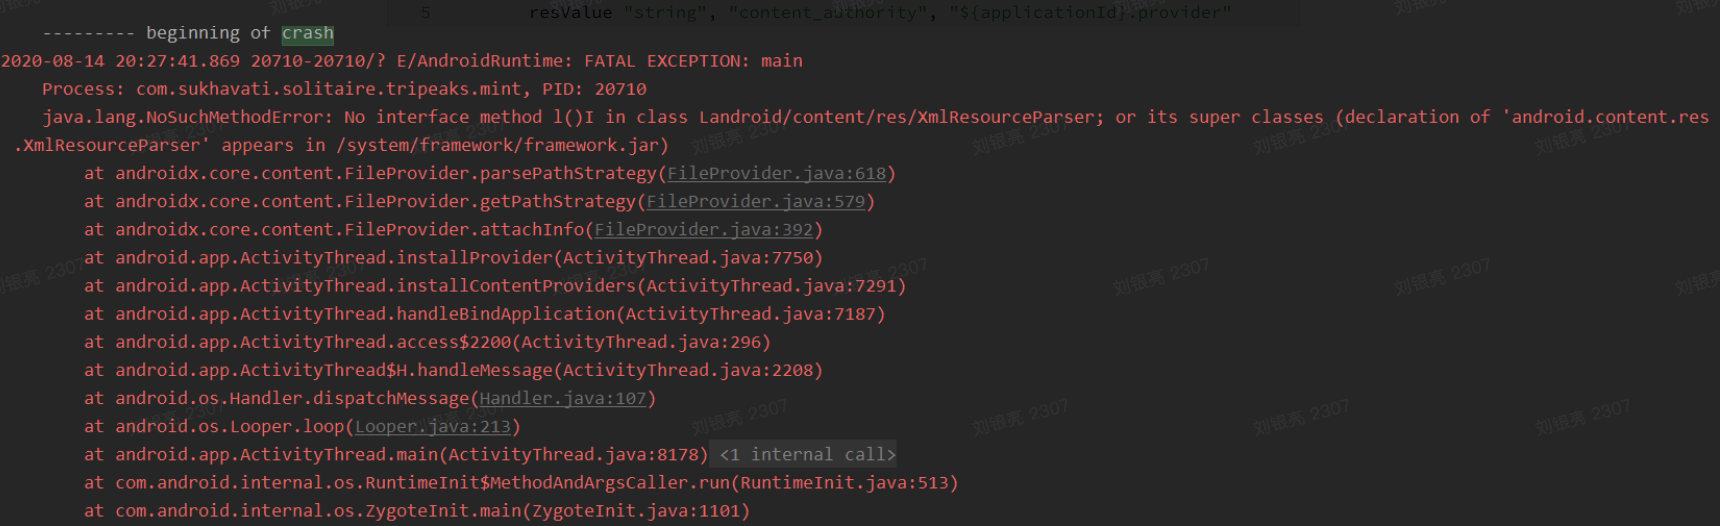 5 resValue "string", "content_authority", "${applicationId}.provider"
--------- beginning of crash
2020-08-14 20:27:41.869 20710-20710/? E/AndroidRuntime: FATAL EXCEPTION: main
Process: com.sukhavati.solitaire.tripeaks.mint, PID: 20710
java.lang.NoSuchMethodError: No interface method l()I in class Landroid/content/res/XmlResourceParser; or its super classes (declaration of 'android.content.res
.XmlResourceParser' appears in /system/framework/framework.jar)
at androidx.core.content.FileProvider.parsePathStrategy(FileProvider.java:618)
at androidx.core.content.FileProvider.getPathStrategy(FileProvider.java:579)
at androidx.core.content.FileProvider.attachInfo(FileProvider.java:392)
at android.app.ActivityThread.installProvider(ActivityThread.java:7750)
at android.app.ActivityThread.installContentProviders(ActivityThread.java:7291)
at android.app.ActivityThread.handleBindApplication(ActivityThread.java:7187)
at android.app.ActivityThread.access$2200(ActivityThread.java:296)
at android.app.ActivityThread$H.handleMessage(ActivityThread.java:2208)
at android.os.Handler.dispatchMessage(Handler.java:107)
at android.os.Looper.loop(Looper.java:213)
at android.app.ActivityThread.main(ActivityThread.java:8178) <1 internal call>
at com.android.internal.os.RuntimeInit$MethodAndArgsCaller.run(RuntimeInit.java:513)
at com.android.internal.os.ZygoteInit.main(ZygoteInit.java:1101)
刘银亮 2307